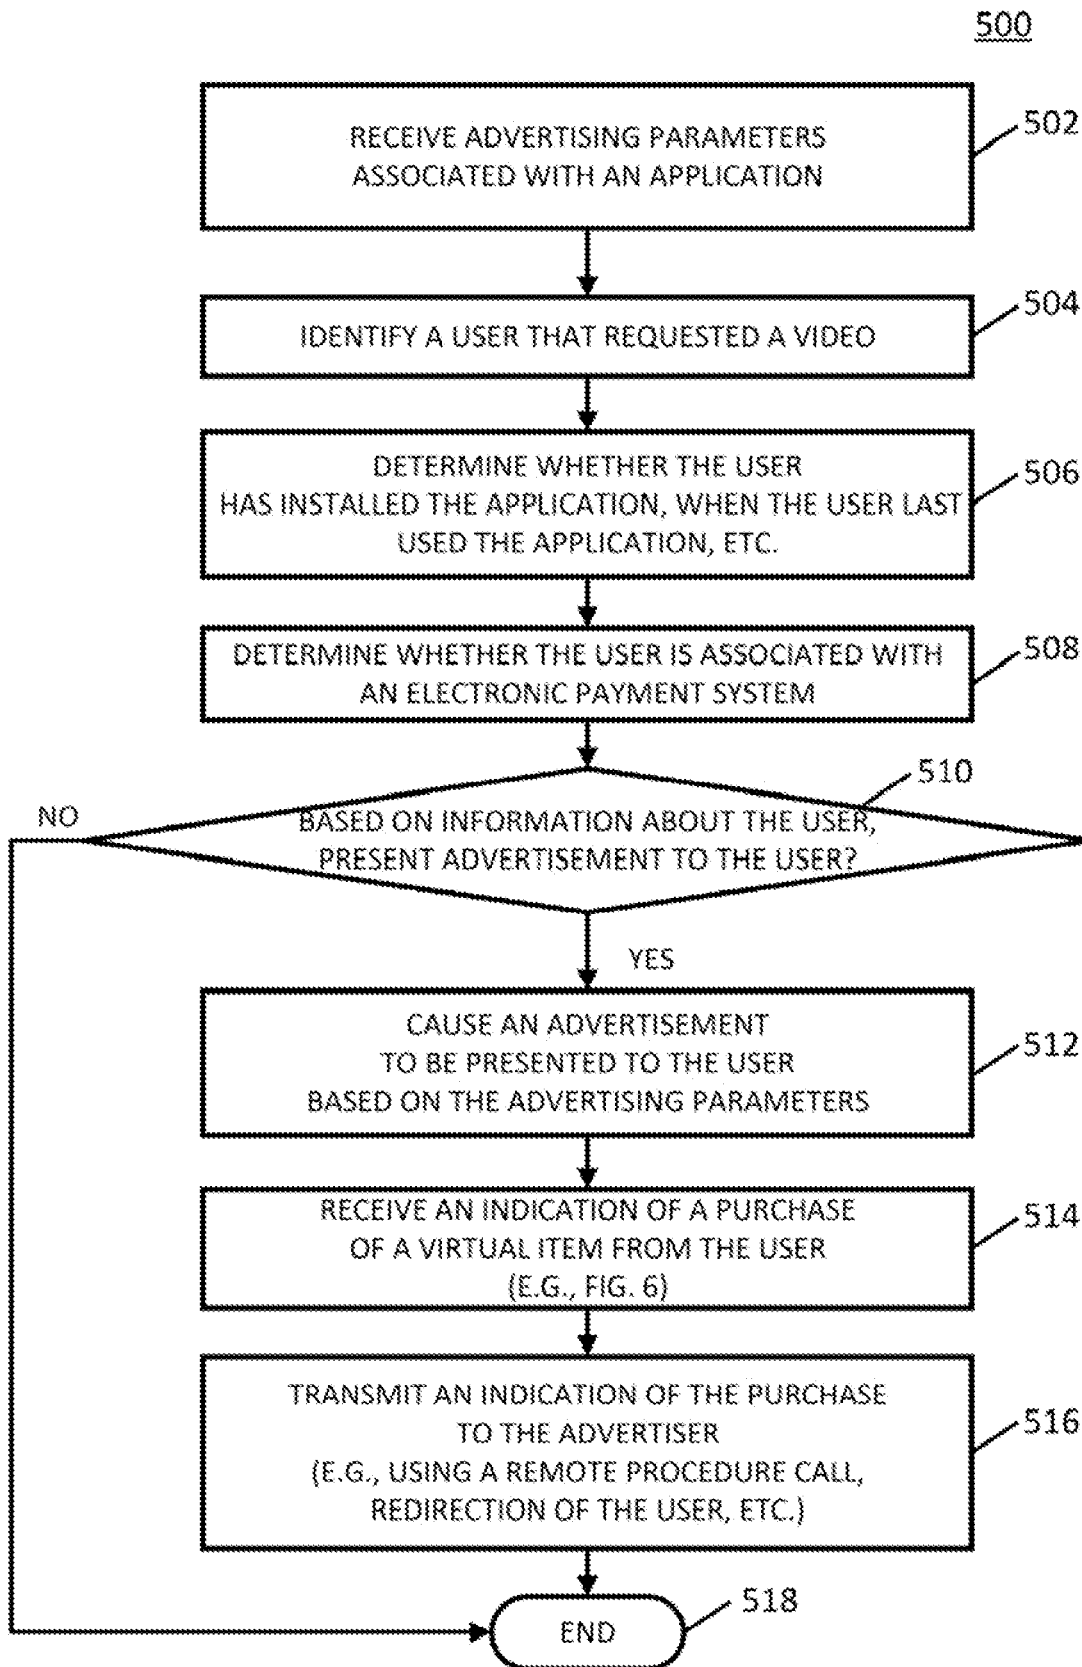 500
RECEIVE ADVERTISING PARAMETERS
ASSOCIATED WITH AN APPLICATION
502
IDENTIFY A USER THAT REQUESTED A VIDEO
504
DETERMINE WHETHER THE USER
HAS INSTALLED THE APPLICATION, WHEN THE USER LAST
USED THE APPLICATION, ETC.
506
DETERMINE WHETHER THE USER IS ASSOCIATED WITH
AN ELECTRONIC PAYMENT SYSTEM
508
510
NO
BASED ON INFORMATION ABOUT THE USER,
PRESENT ADVERTISEMENT TO THE USER?
YES
CAUSE AN ADVERTISEMENT
TO BE PRESENTED TO THE USER
BASED ON THE ADVERTISING PARAMETERS
512
RECEIVE AN INDICATION OF A PURCHASE
OF A VIRTUAL ITEM FROM THE USER
(E.G., FIG. 6)
514
TRANSMIT AN INDICATION OF THE PURCHASE
TO THE ADVERTISER
(E.G., USING A REMOTE PROCEDURE CALL,
REDIRECTION OF THE USER, ETC.)
516
END
518